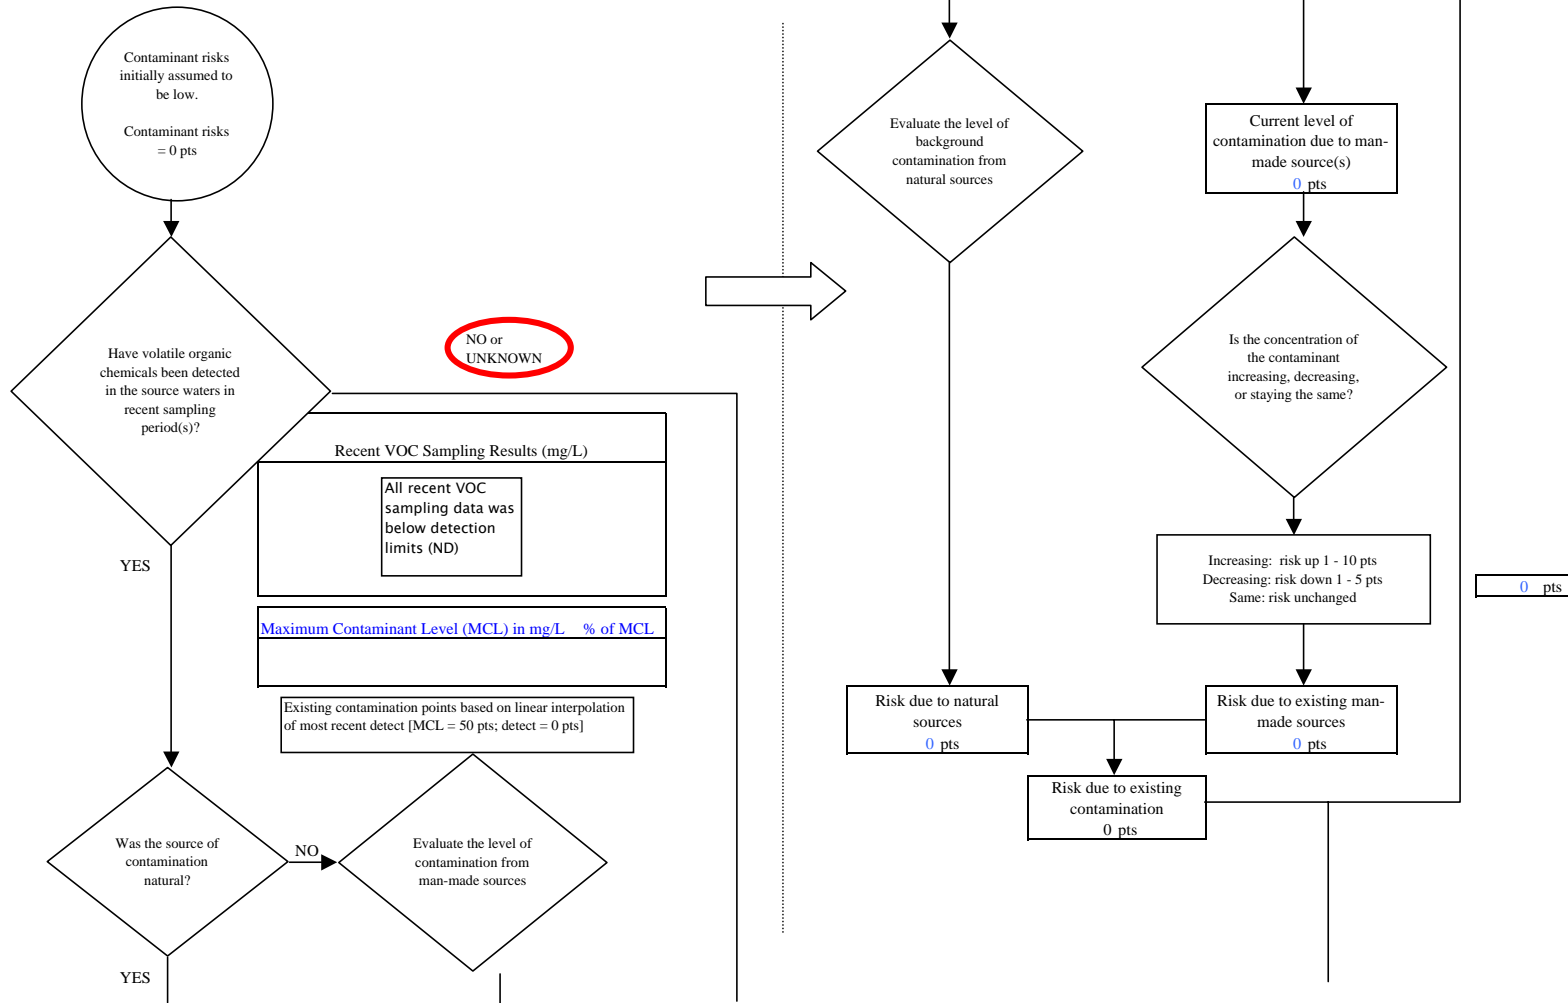 Contaminant risks
initially assumed to
be low.
Contaminant risks
= 0 pts
Have volatile organic
chemicals been detected
in the source waters in
recent sampling
period(s)?
NO or
UNKNOWN
Recent VOC Sampling Results (mg/L)
All recent VOC
sampling data was
below detection
limits (ND)
YES
Maximum Contaminant Level (MCL) in mg/L % of MCL
Existing contamination points based on linear interpolation
of most recent detect [MCL = 50 pts; detect = 0 pts]
Was the source of
contamination
natural?
NO
Evaluate the level of
contamination from
man-made sources
YES
Evaluate the level of
background
contamination from
natural sources
Current level of
contamination due to man-
made source(s)
0 pts
Is the concentration of
the contaminant
increasing, decreasing,
or staying the same?
Increasing: risk up 1 - 10 pts
Decreasing: risk down 1 - 5 pts
Same: risk unchanged
0 pts
Risk due to natural
sources
0 pts
Risk due to existing man-
made sources
0 pts
Risk due to existing
contamination
0 pts